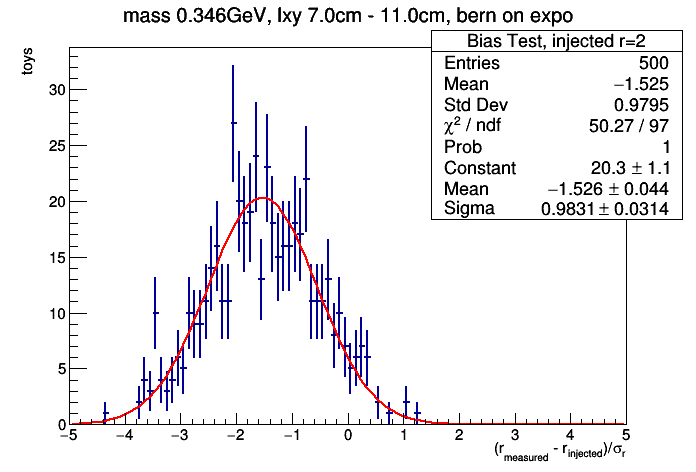 mass 0.346GeV, lxy 7.0cm - 11.0cm, bern on expo
Bias Test, injected r=2
Entries 500
Mean −1.525
Std Dev 0.9795
χ² / ndf 50.27 / 97
Prob 1
Constant 20.3 ± 1.1
Mean −1.526 ± 0.044
Sigma 0.9831 ± 0.0314
toys
30
25
20
15
10
5
0
−5 −4 −3 −2 −1 0 1 2 3 4 5
(r_measured - r_injected)/σ_r